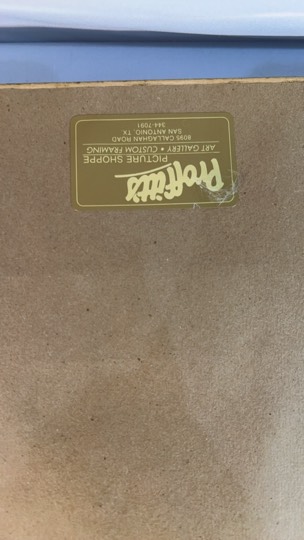 Proffitt's
PICTURE SHOPPE
ART GALLERY • CUSTOM FRAMING
8095 CALLAGHAN ROAD
SAN ANTONIO, TX
344-7091